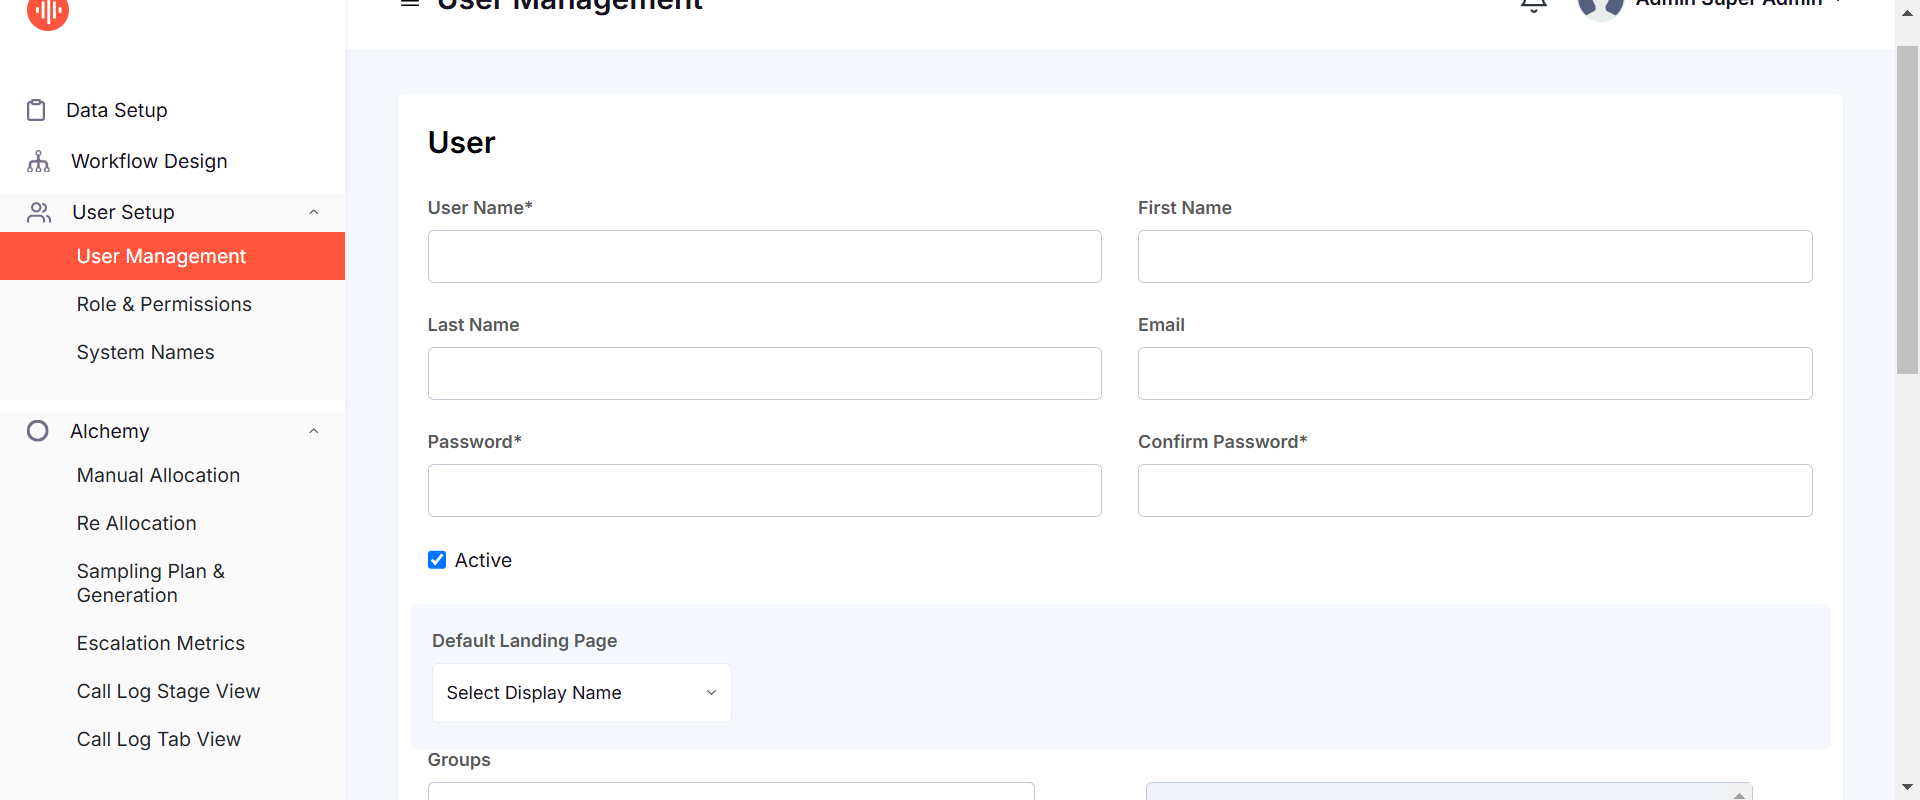 User Management
Admin Super Admin
Data Setup
Workflow Design
User Setup
User Management
Role & Permissions
System Names
Alchemy
Manual Allocation
Re Allocation
Sampling Plan &
Generation
Escalation Metrics
Call Log Stage View
Call Log Tab View
User
User Name*
First Name
Last Name
Email
Password*
Confirm Password*
Active
Default Landing Page
Select Display Name
Groups